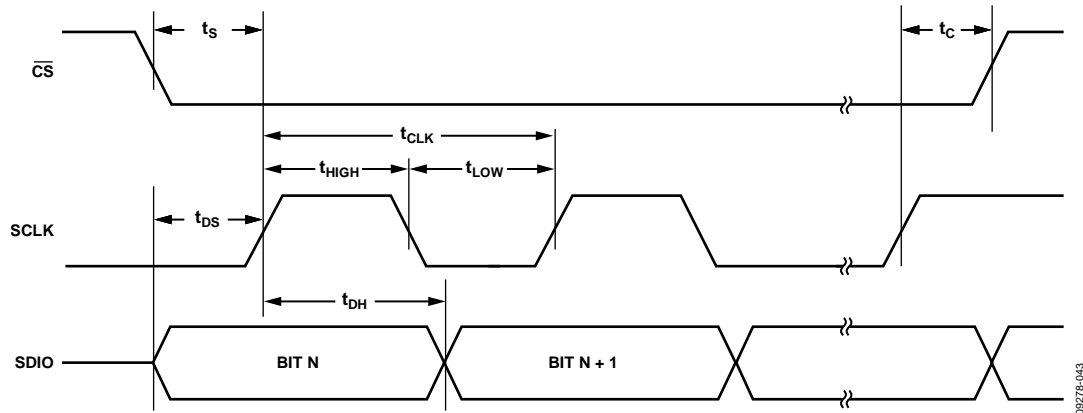 tS
tC
CS
tCLK
tHIGH
tLOW
tDS
SCLK
tDH
SDIO
BIT N
BIT N + 1
09278-043